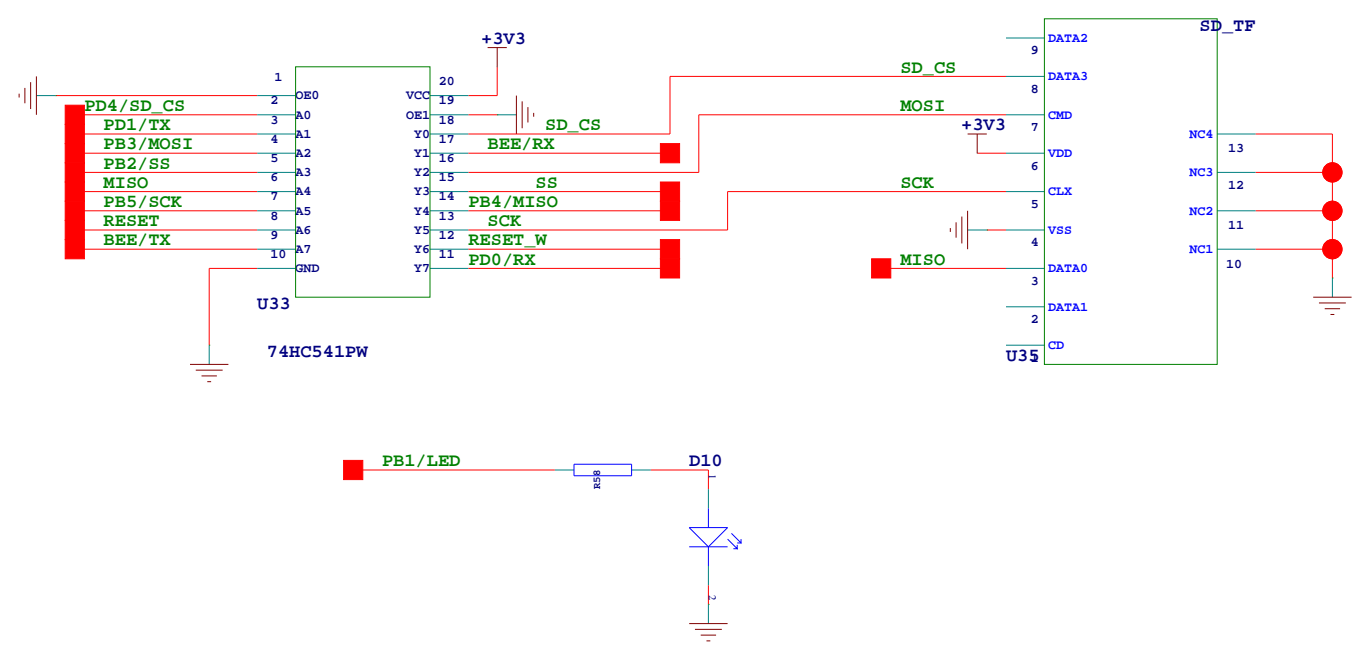 SD_TF
+3V3
1
20
OE0
VCC
2
19
PD4/SD_CS
A0
OE1
3
18
PD1/TX
A1
Y0
SD_CS
4
17
PB3/MOSI
A2
Y1
BEE/RX
5
16
PB2/SS
A3
Y2
6
15
MISO
A4
Y3
SS
7
14
PB5/SCK
A5
Y4
PB4/MISO
8
13
RESET
A6
Y5
SCK
9
12
BEE/TX
A7
Y6
RESET_W
10
11
GND
Y7
PD0/RX
U33
74HC541PW
DATA2
9
SD_CS
DATA3
8
MOSI
CMD
7
+3V3
VDD
6
SCK
CLX
5
VSS
4
MISO
DATA0
3
DATA1
2
CD
U35
NC4
13
NC3
12
NC2
11
NC1
10
PB1/LED
R58
D10
1
2